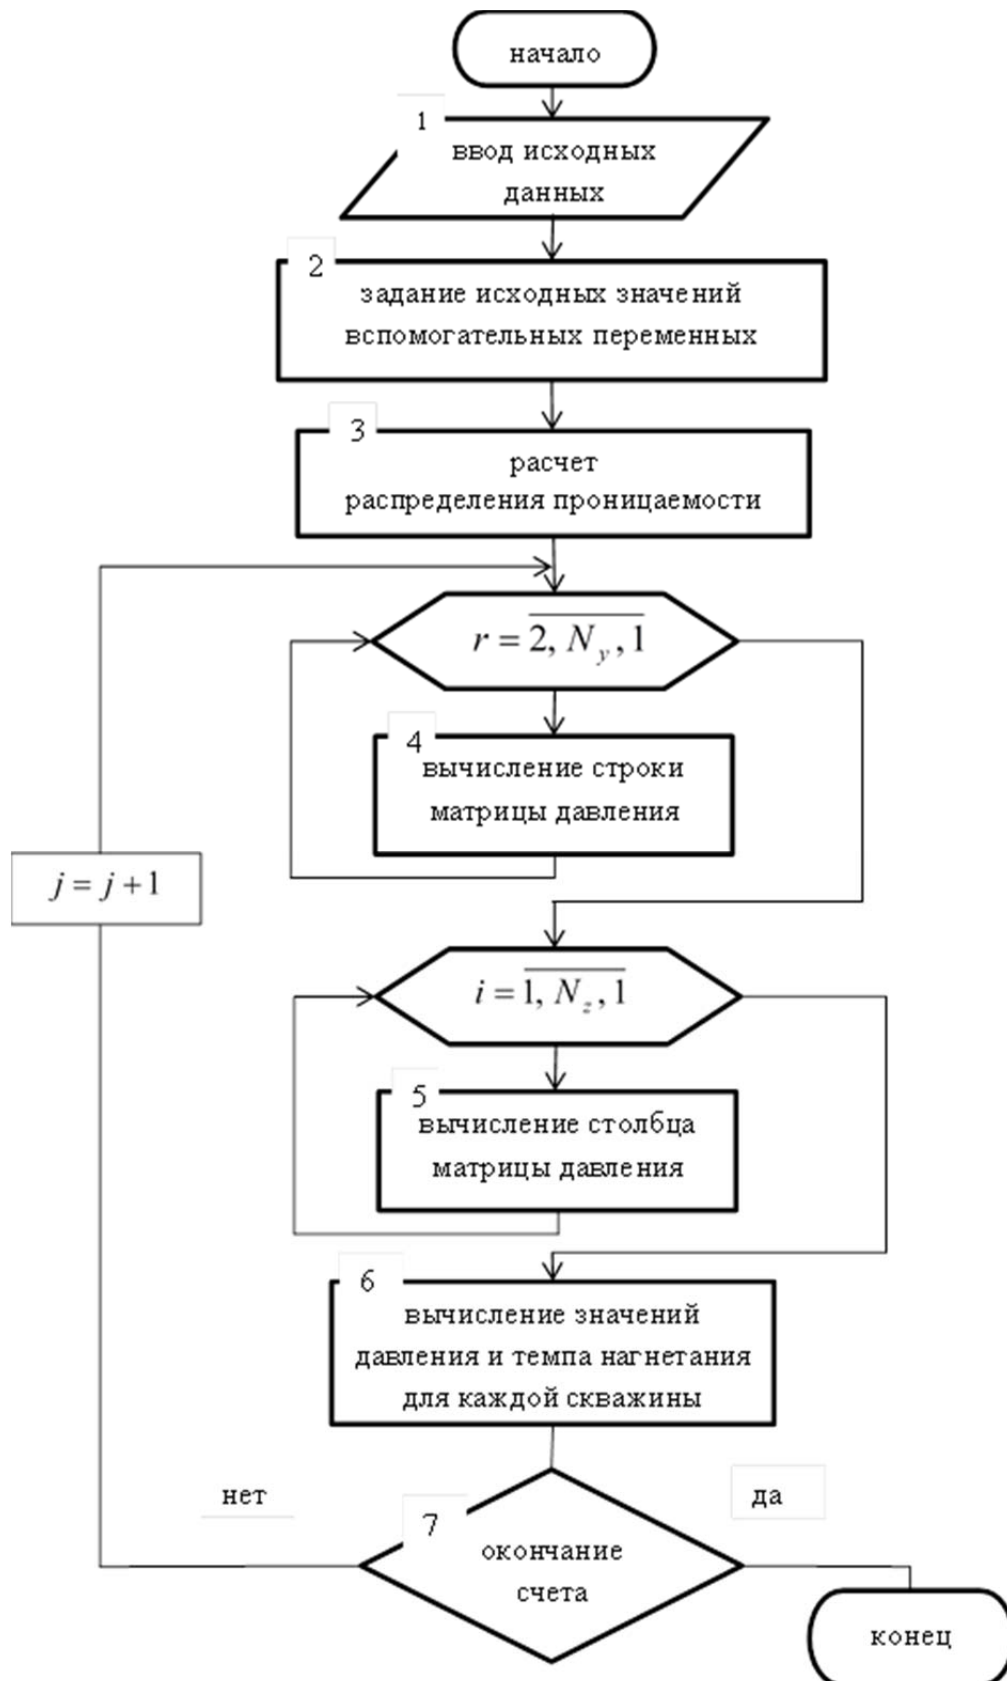 начало
1
ввод исходных
данных
2
задание исходных значений
вспомогательных переменных
3
расчет
распределения проницаемости
r = 2, N_y, 1
4
вычисление строки
матрицы давления
j = j + 1
i = 1, N_z, 1
5
вычисление столбца
матрицы давления
6
вычисление значений
давления и темпа нагнетания
для каждой скважины
нет
да
7
окончание
счета
конец